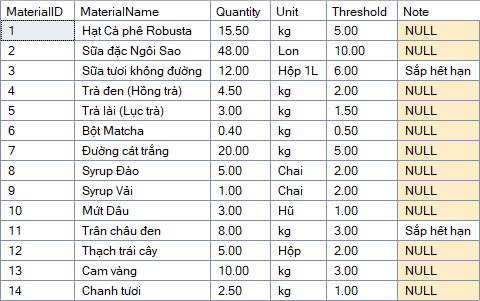 MaterialID MaterialName Quantity Unit Threshold Note
1 Hạt Cà phê Robusta 15.50 kg 5.00 NULL
2 Sữa đặc Ngôi Sao 48.00 Lon 10.00 NULL
3 Sữa tươi không đường 12.00 Hộp 1L 6.00 Sắp hết hạn
4 Trà đen (Hồng trà) 4.50 kg 2.00 NULL
5 Trà lài (Lục trà) 3.00 kg 1.50 NULL
6 Bột Matcha 0.40 kg 0.50 NULL
7 Đường cát trắng 20.00 kg 5.00 NULL
8 Syrup Đào 5.00 Chai 2.00 NULL
9 Syrup Vải 1.00 Chai 2.00 NULL
10 Mứt Dâu 3.00 Hũ 1.00 NULL
11 Trân châu đen 8.00 kg 3.00 Sắp hết hạn
12 Thạch trái cây 5.00 Hộp 2.00 NULL
13 Cam vàng 10.00 kg 3.00 NULL
14 Chanh tươi 2.50 kg 1.00 NULL